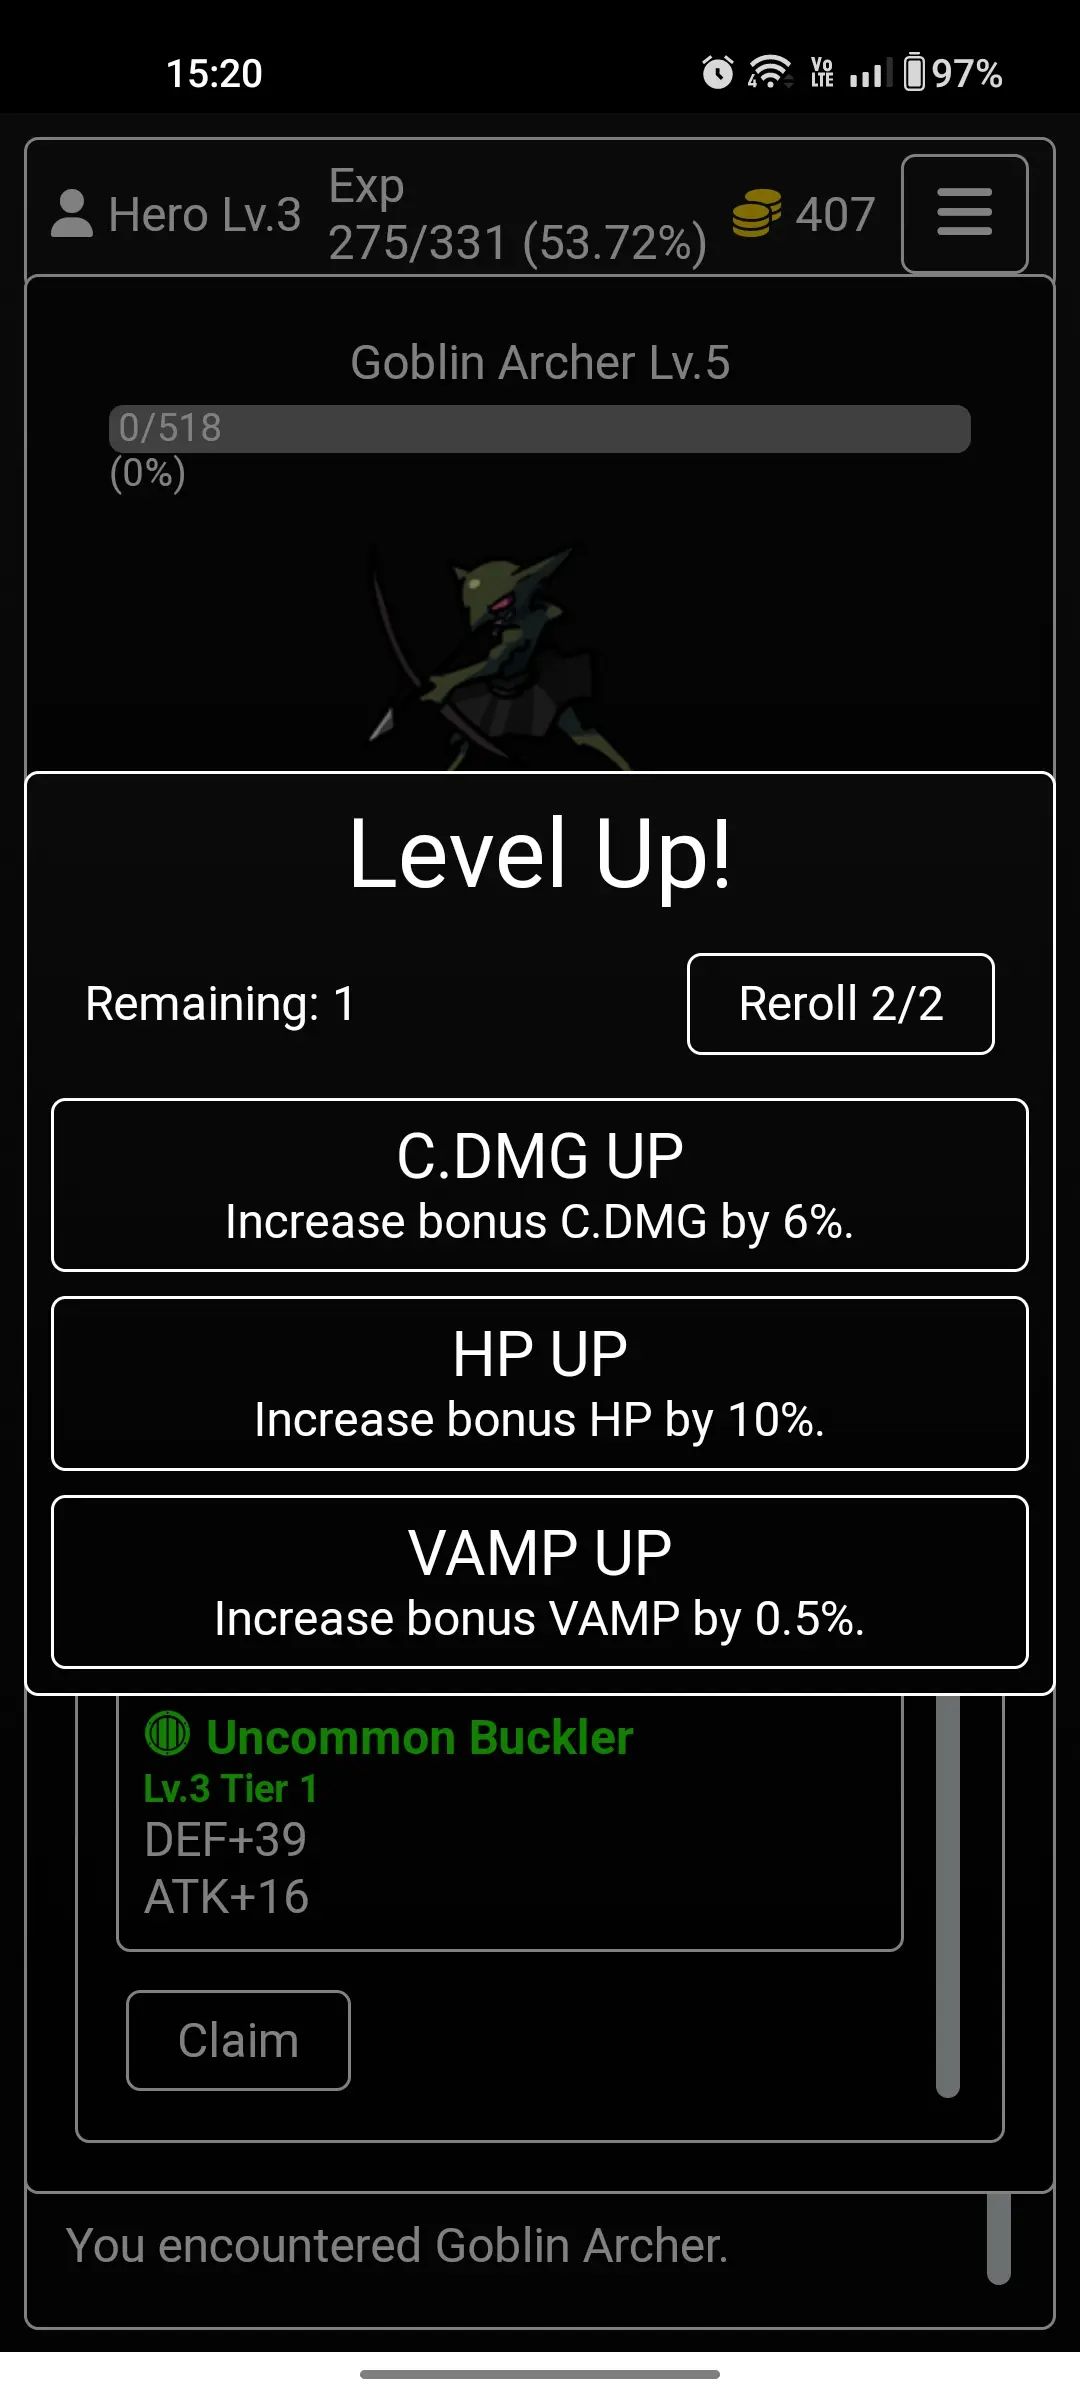 15:20
4
Vo
LTE
97%
Hero Lv.3
Exp
275/331 (53.72%)
407
Goblin Archer Lv.5
0/518
(0%)
Level Up!
Remaining: 1
Reroll 2/2
C.DMG UP
Increase bonus C.DMG by 6%.
HP UP
Increase bonus HP by 10%.
VAMP UP
Increase bonus VAMP by 0.5%.
Uncommon Buckler
Lv.3 Tier 1
DEF+39
ATK+16
Claim
You encountered Goblin Archer.